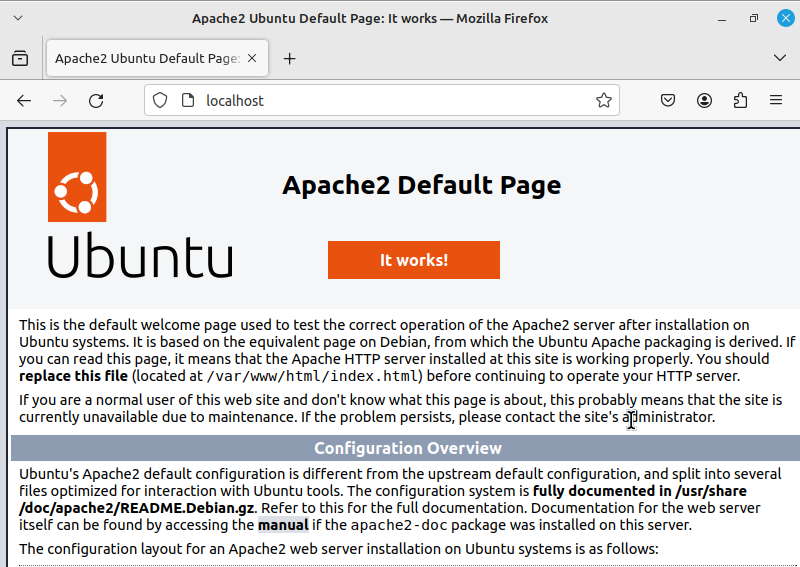 Apache2 Ubuntu Default Page: It works — Mozilla Firefox
Apache2 Ubuntu Default Page:
localhost
Ubuntu
Apache2 Default Page
It works!
This is the default welcome page used to test the correct operation of the Apache2 server after installation on
Ubuntu systems. It is based on the equivalent page on Debian, from which the Ubuntu Apache packaging is derived. If
you can read this page, it means that the Apache HTTP server installed at this site is working properly. You should
replace this file (located at /var/www/html/index.html) before continuing to operate your HTTP server.
If you are a normal user of this web site and don't know what this page is about, this probably means that the site is
currently unavailable due to maintenance. If the problem persists, please contact the site's administrator.
Configuration Overview
Ubuntu's Apache2 default configuration is different from the upstream default configuration, and split into several
files optimized for interaction with Ubuntu tools. The configuration system is fully documented in /usr/share
/doc/apache2/README.Debian.gz. Refer to this for the full documentation. Documentation for the web server
itself can be found by accessing the manual if the apache2-doc package was installed on this server.
The configuration layout for an Apache2 web server installation on Ubuntu systems is as follows: